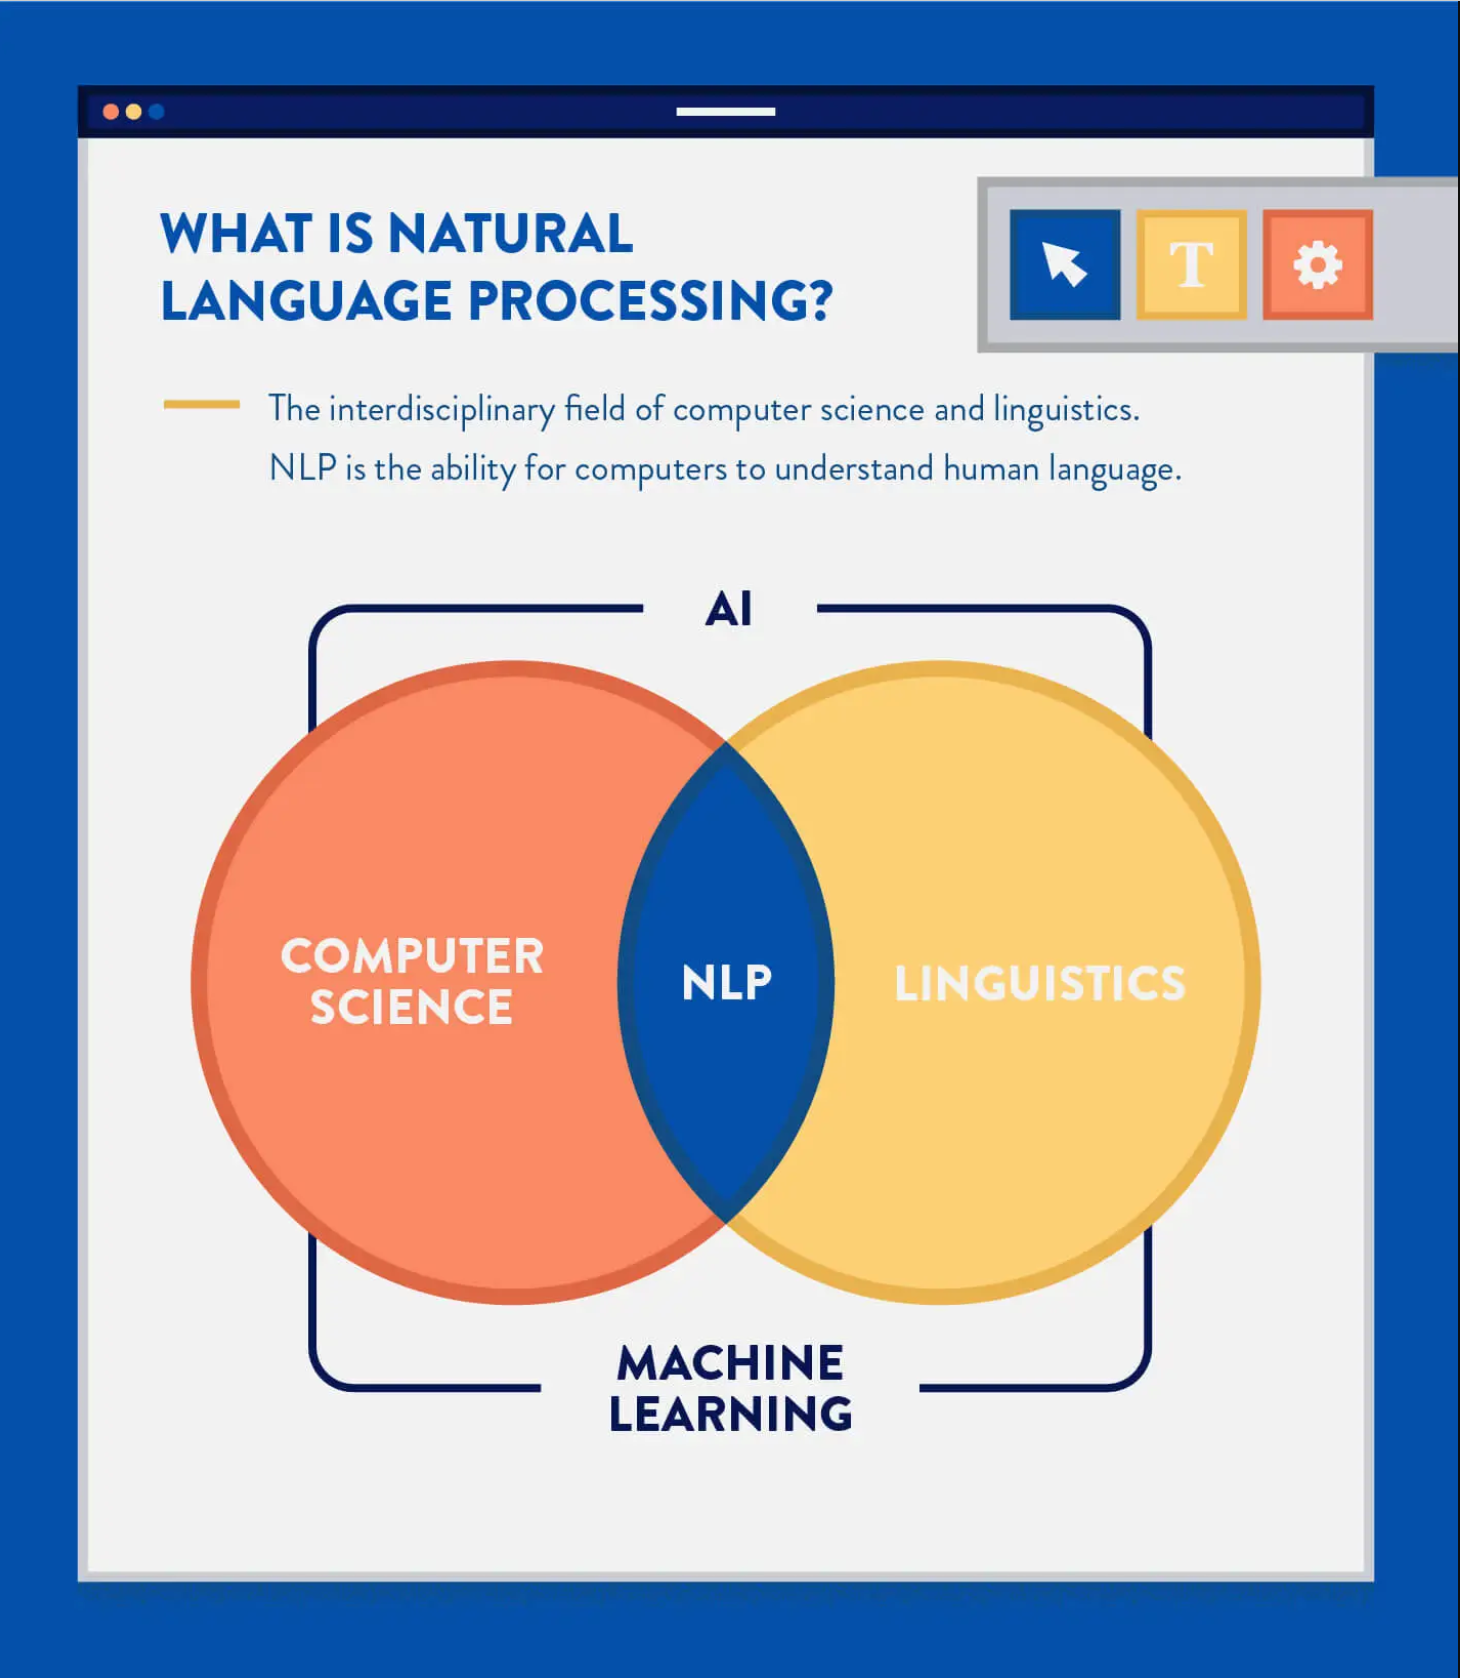 WHAT IS NATURAL
LANGUAGE PROCESSING?
T
The interdisciplinary field of computer science and linguistics.
NLP is the ability for computers to understand human language.
AI
COMPUTER
SCIENCE
NLP
LINGUISTICS
MACHINE
LEARNING